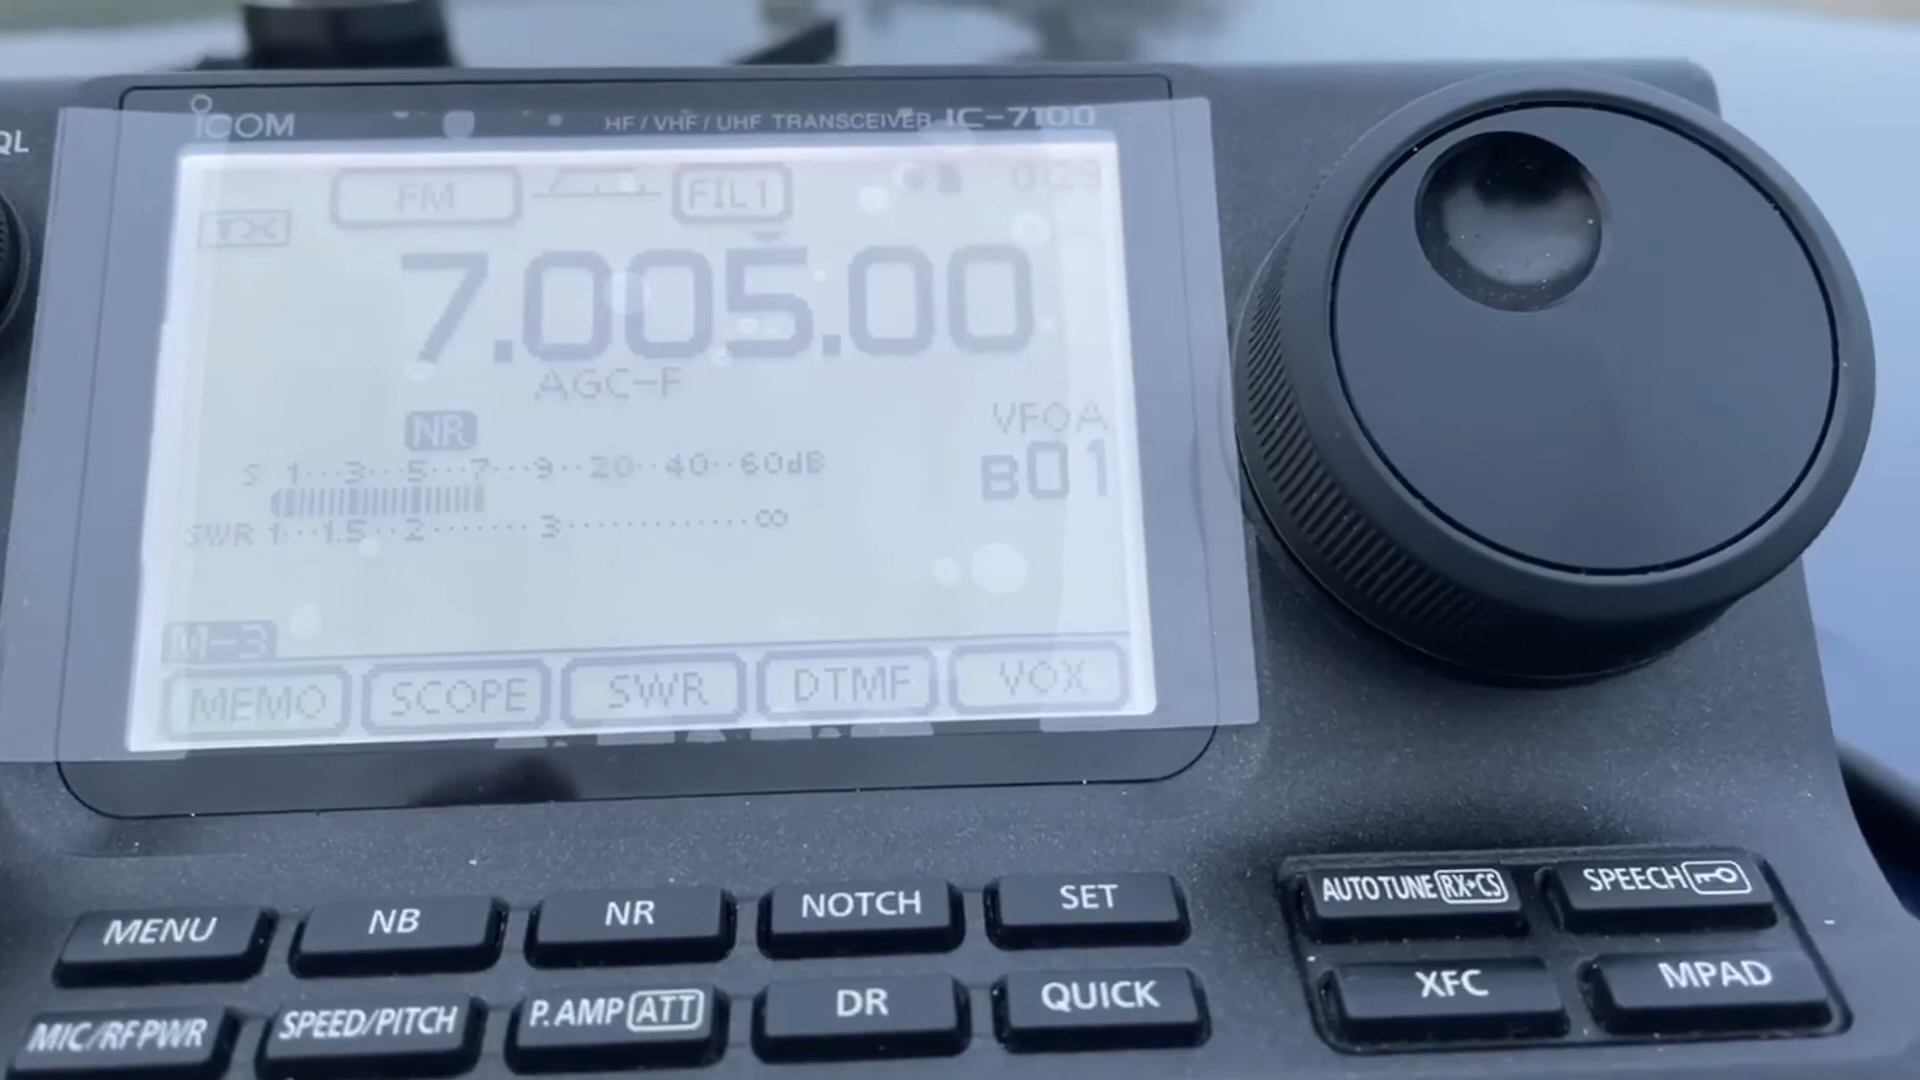 QL
ICOM HF/VHF/UHF TRANSCEIVER IC-7100
FM FIL1 0:29
TX
7.005.00
AGC-F
NR
VFO A
S 1 3 5 7 9 20 40 60dB
B01
SWR 1 1.5 2 3 ∞
M-3
MEMO SCOPE SWR DTMF VOX
MENU NB NR NOTCH SET
AUTOTUNE RX▸CS SPEECH
MIC/RF PWR SPEED/PITCH P.AMP ATT DR QUICK
XFC MPAD